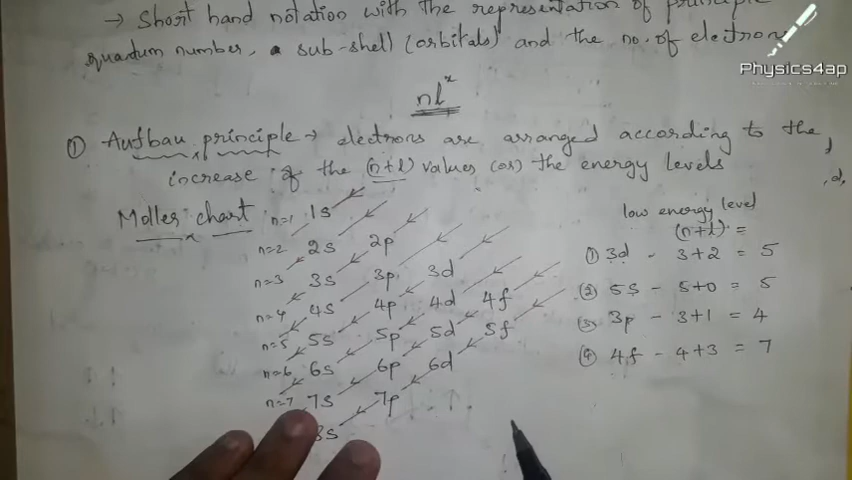 → Short hand notation with the representation of principle
quantum number, a sub-shell (orbitals) and the no. of electron
Physics4ap
nlˣ
① Aufbau principle → electrons are arranged according to the
increase of the (n+l) values (or) the energy levels
Moller chart
n=1 1s
n=2 2s 2p
n=3 3s 3p 3d
n=4 4s 4p 4d 4f
n=5 5s 5p 5d 5f
n=6 6s 6p 6d
n=7 7s 7p
8s
low energy level
(n+l) =
① 3d - 3+2 = 5
② 5s - 5+0 = 5
③ 3p - 3+1 = 4
④ 4f - 4+3 = 7